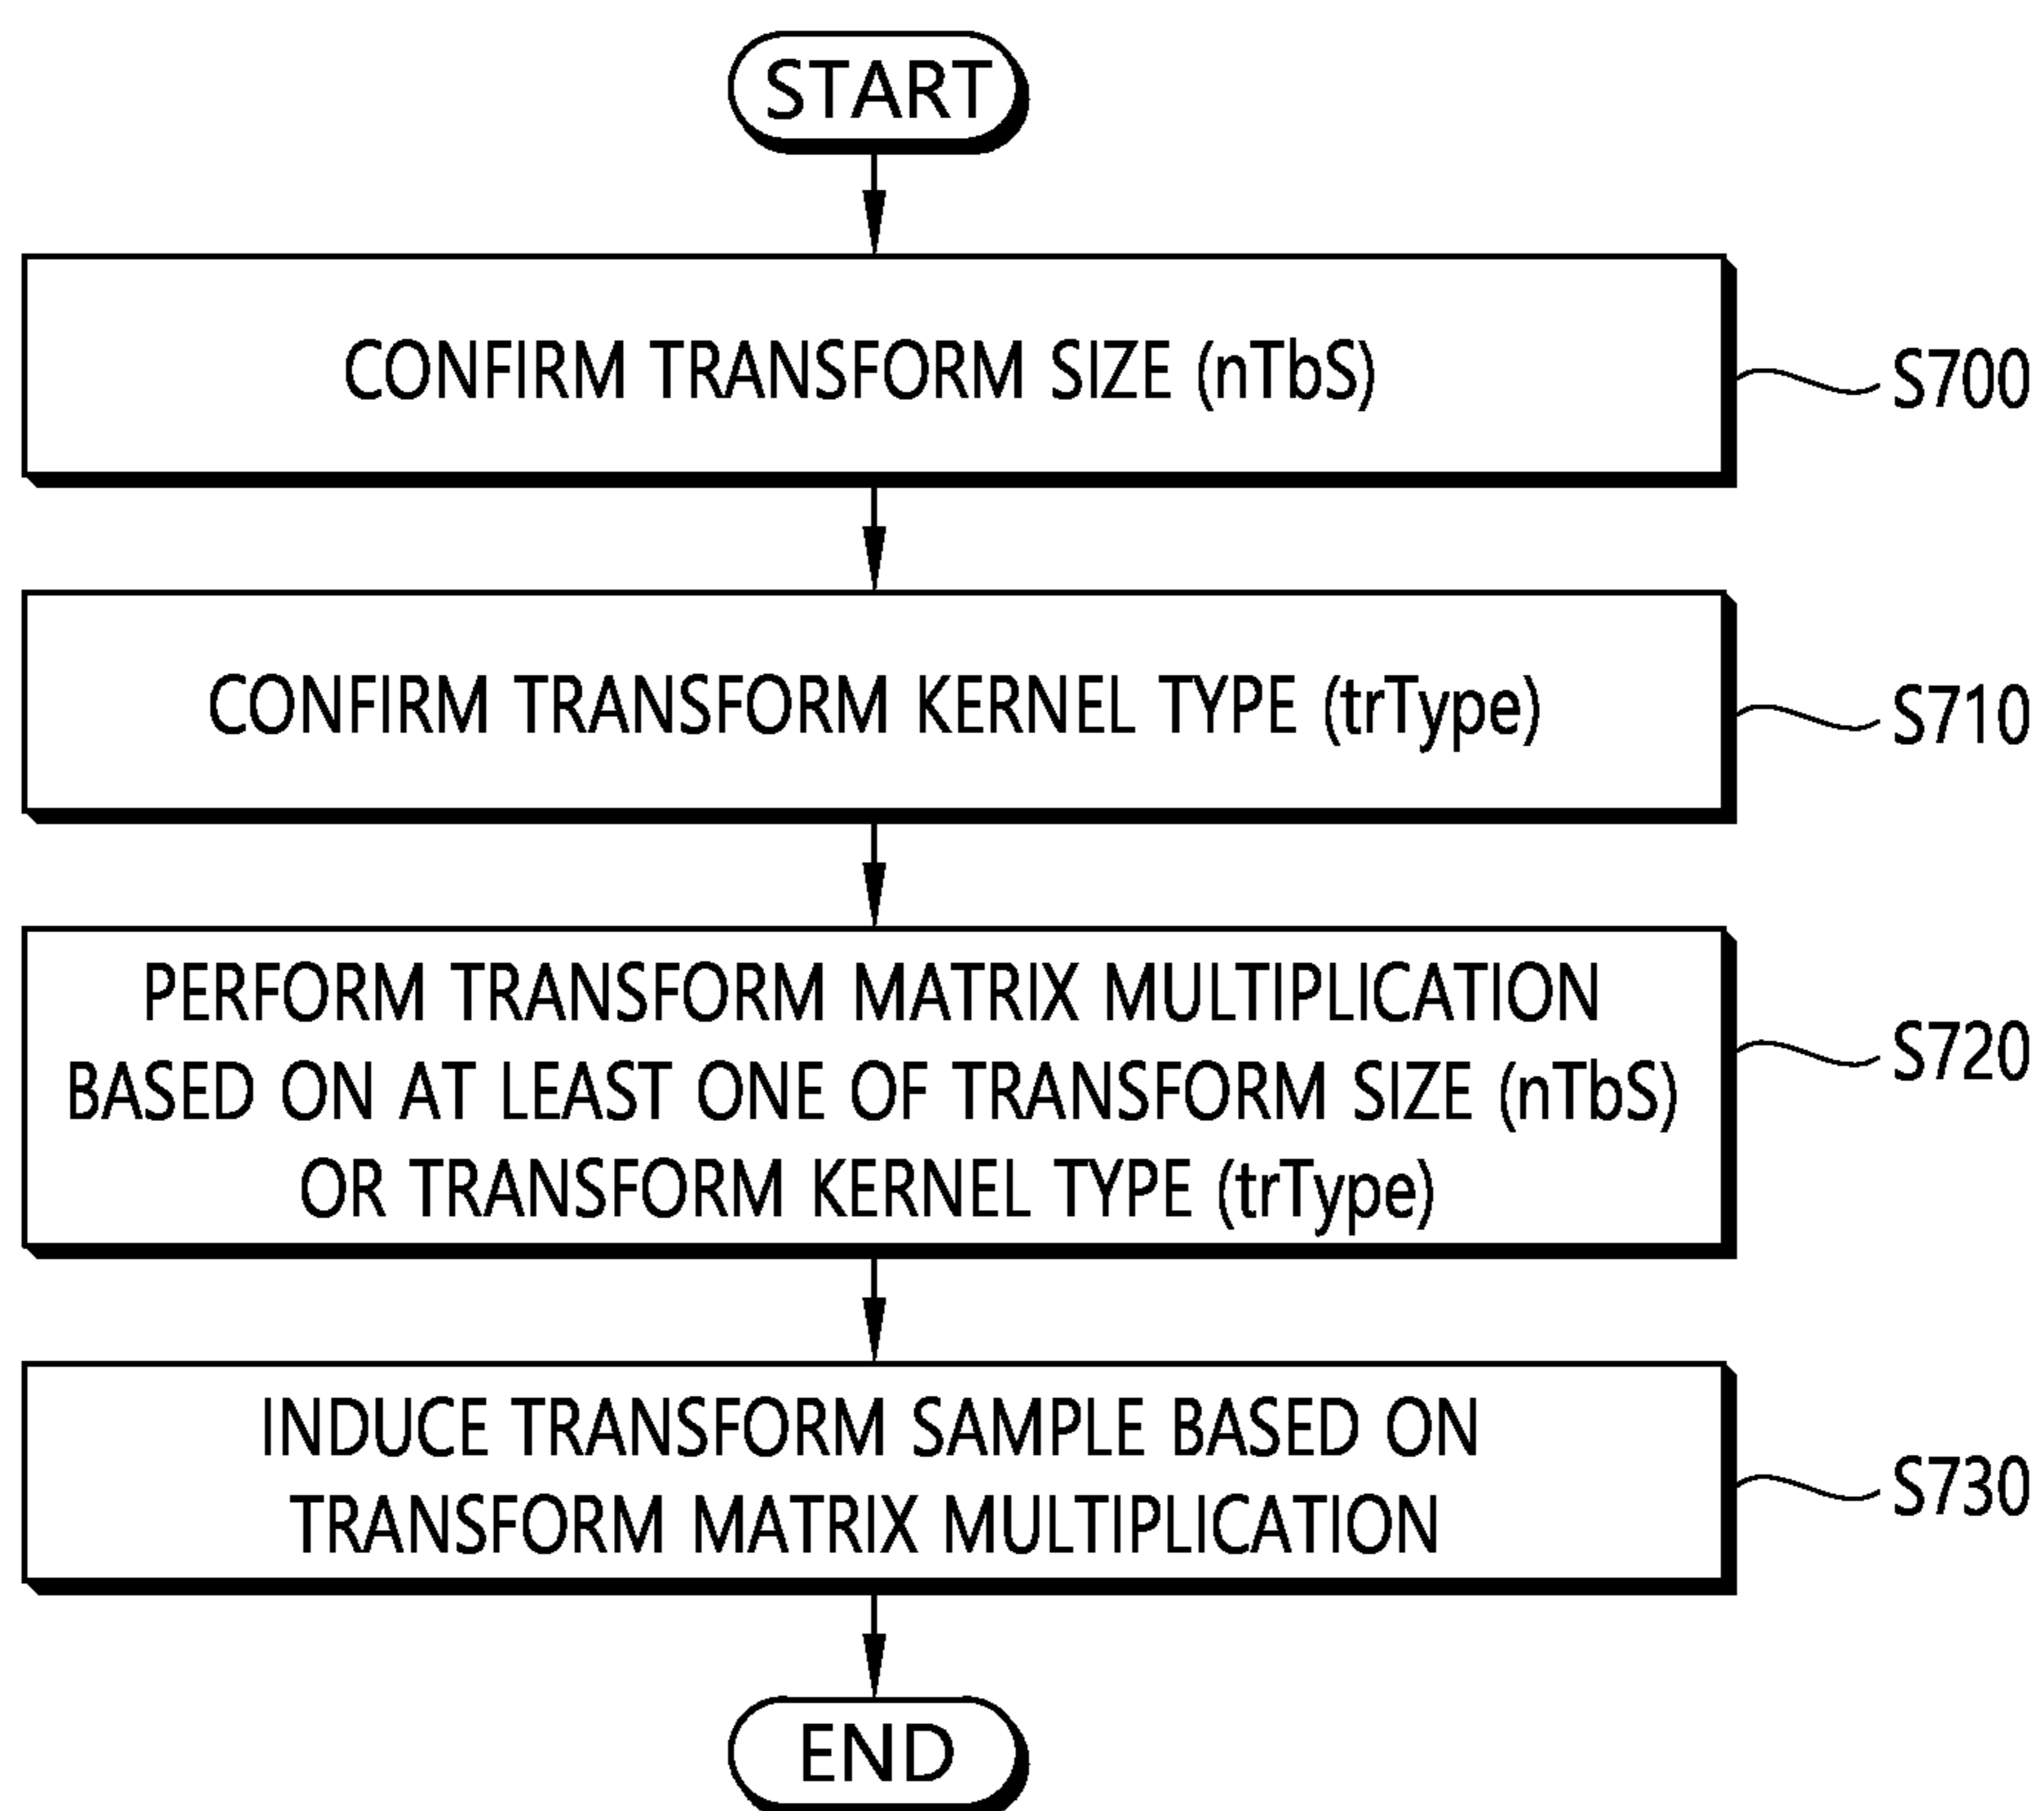 START
CONFIRM TRANSFORM SIZE (nTbS)
S700
CONFIRM TRANSFORM KERNEL TYPE (trType)
S710
PERFORM TRANSFORM MATRIX MULTIPLICATION
BASED ON AT LEAST ONE OF TRANSFORM SIZE (nTbS)
OR TRANSFORM KERNEL TYPE (trType)
S720
INDUCE TRANSFORM SAMPLE BASED ON
TRANSFORM MATRIX MULTIPLICATION
S730
END